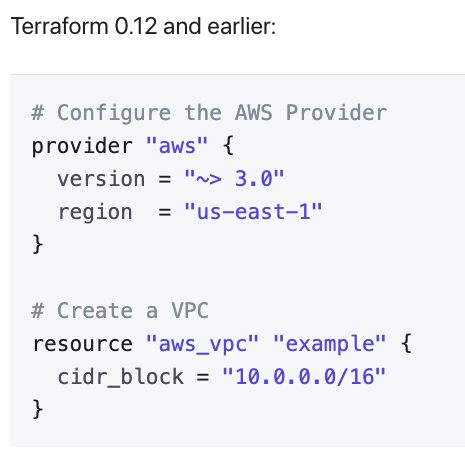 Terraform 0.12 and earlier:
# Configure the AWS Provider
provider "aws" {
  version = "~> 3.0"
  region  = "us-east-1"
}
# Create a VPC
resource "aws_vpc" "example" {
  cidr_block = "10.0.0.0/16"
}